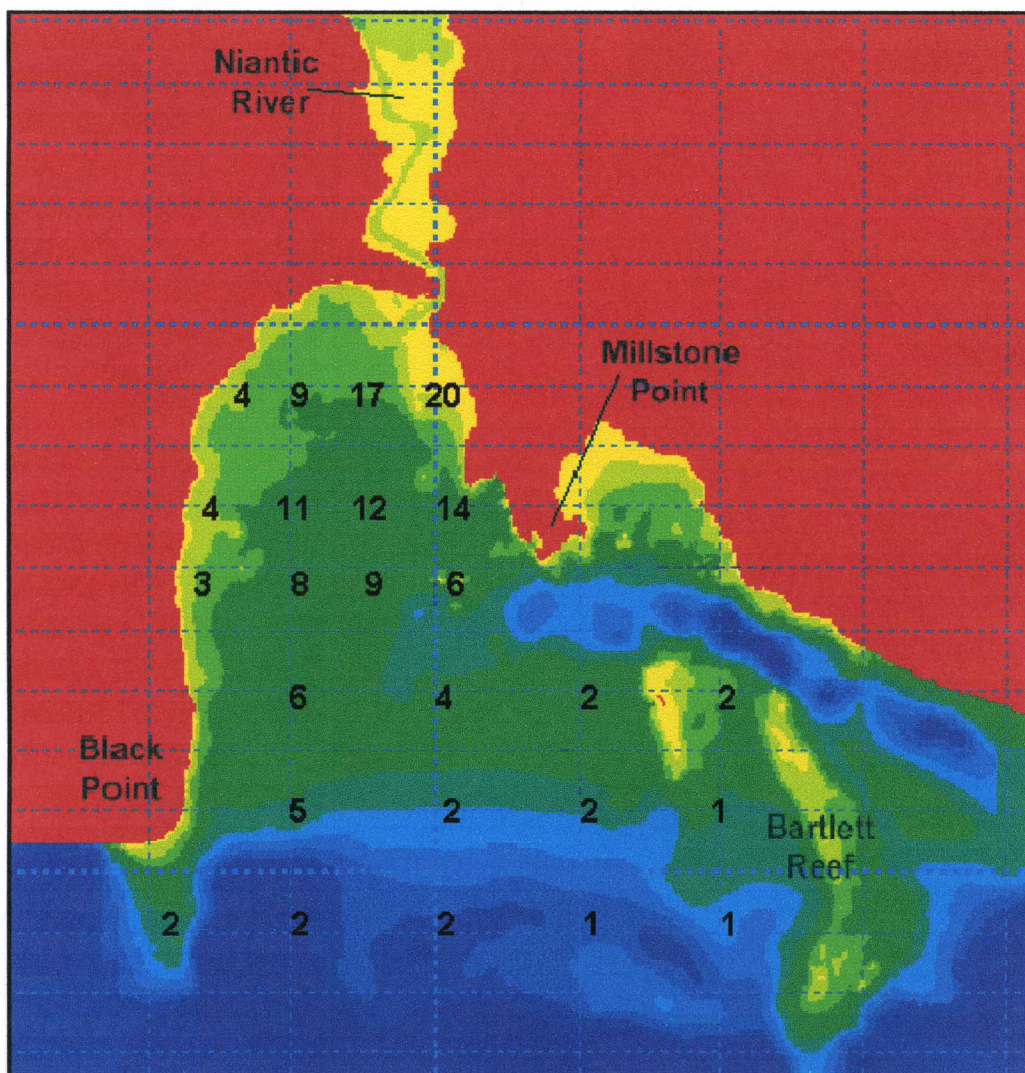 Niantic
River
Millstone
Point
4 9 17 20
4 11 12 14
3 8 9 6
6 4 2 2
Black
Point
5 2 2 1
Bartlett
Reef
2 2 2 1 1